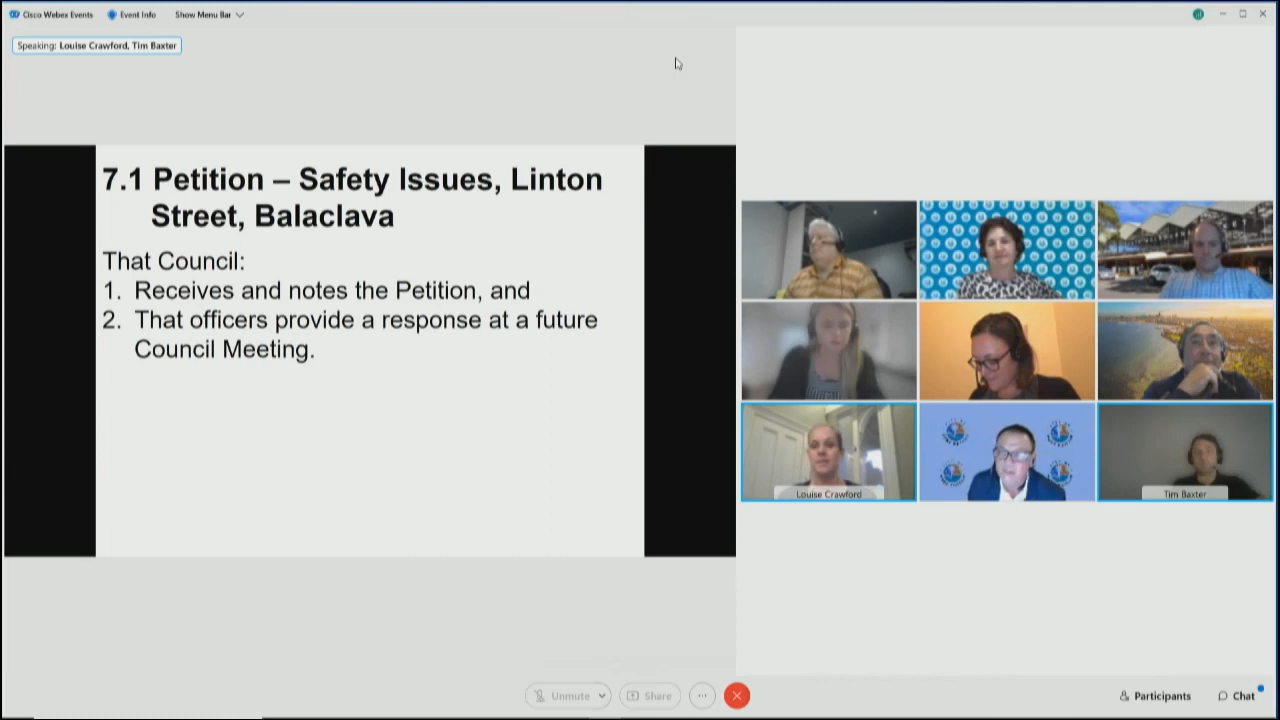 Cisco Webex Events
Event Info
Show Menu Bar
Speaking: Louise Crawford, Tim Baxter
7.1 Petition – Safety Issues, Linton
Street, Balaclava
That Council:
1. Receives and notes the Petition, and
2. That officers provide a response at a future
Council Meeting.
Louise Crawford
Tim Baxter
Unmute
Share
Participants
Chat